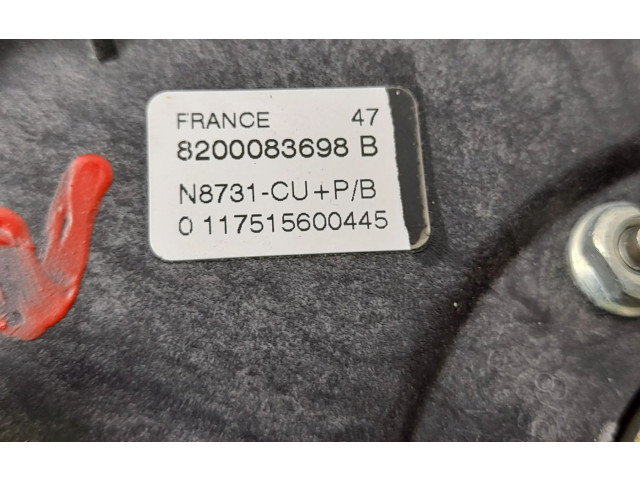 FRANCE 47
8200083698 B
N8731-CU+P/B
0 117515600445